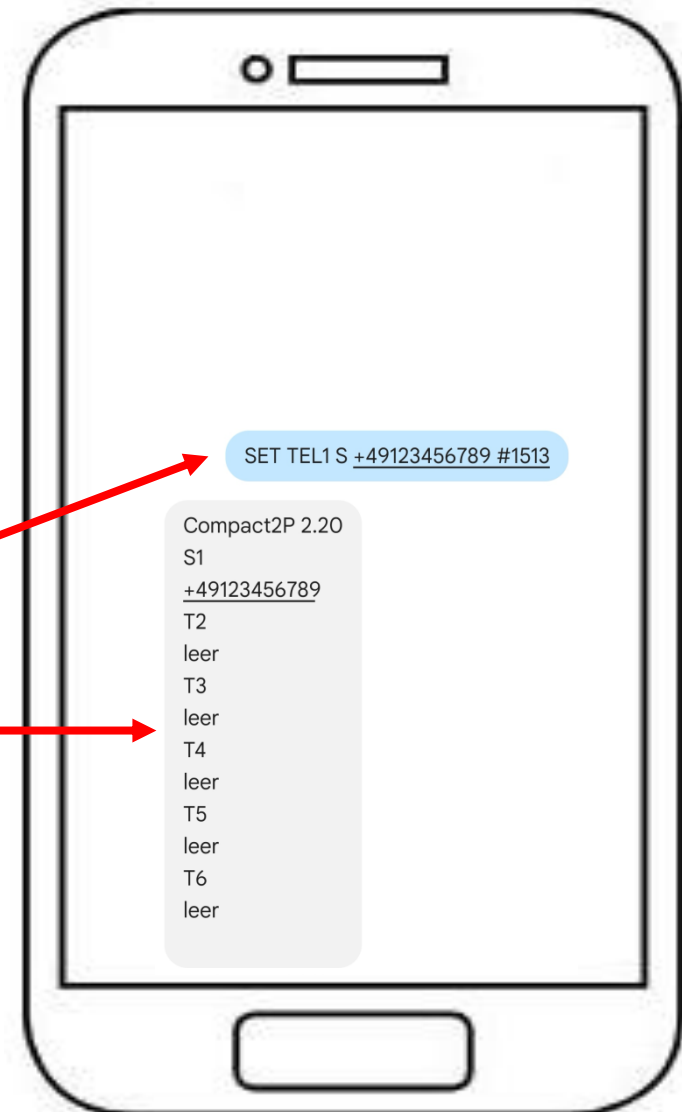 SET TEL1 S +49123456789 #1513
Compact2P 2.20
S1
+49123456789
T2
leer
T3
leer
T4
leer
T5
leer
T6
leer